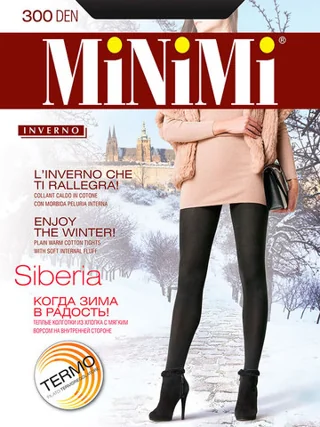 300 DEN
MiNiMi®
INVERNO
L'INVERNO CHE
TI RALLEGRA!
COLLANT CALDO IN COTONE
CON MORBIDA PELURIA INTERNA
ENJOY
THE WINTER!
PLAIN WARM COTTON TIGHTS
WITH SOFT INTERNAL FLUFF
Siberia
КОГДА ЗИМА
В РАДОСТЬ!
ТЕПЛЫЕ КОЛГОТКИ ИЗ ХЛОПКА С МЯГКИМ
ВОРСОМ НА ВНУТРЕННЕЙ СТОРОНЕ
TERMO